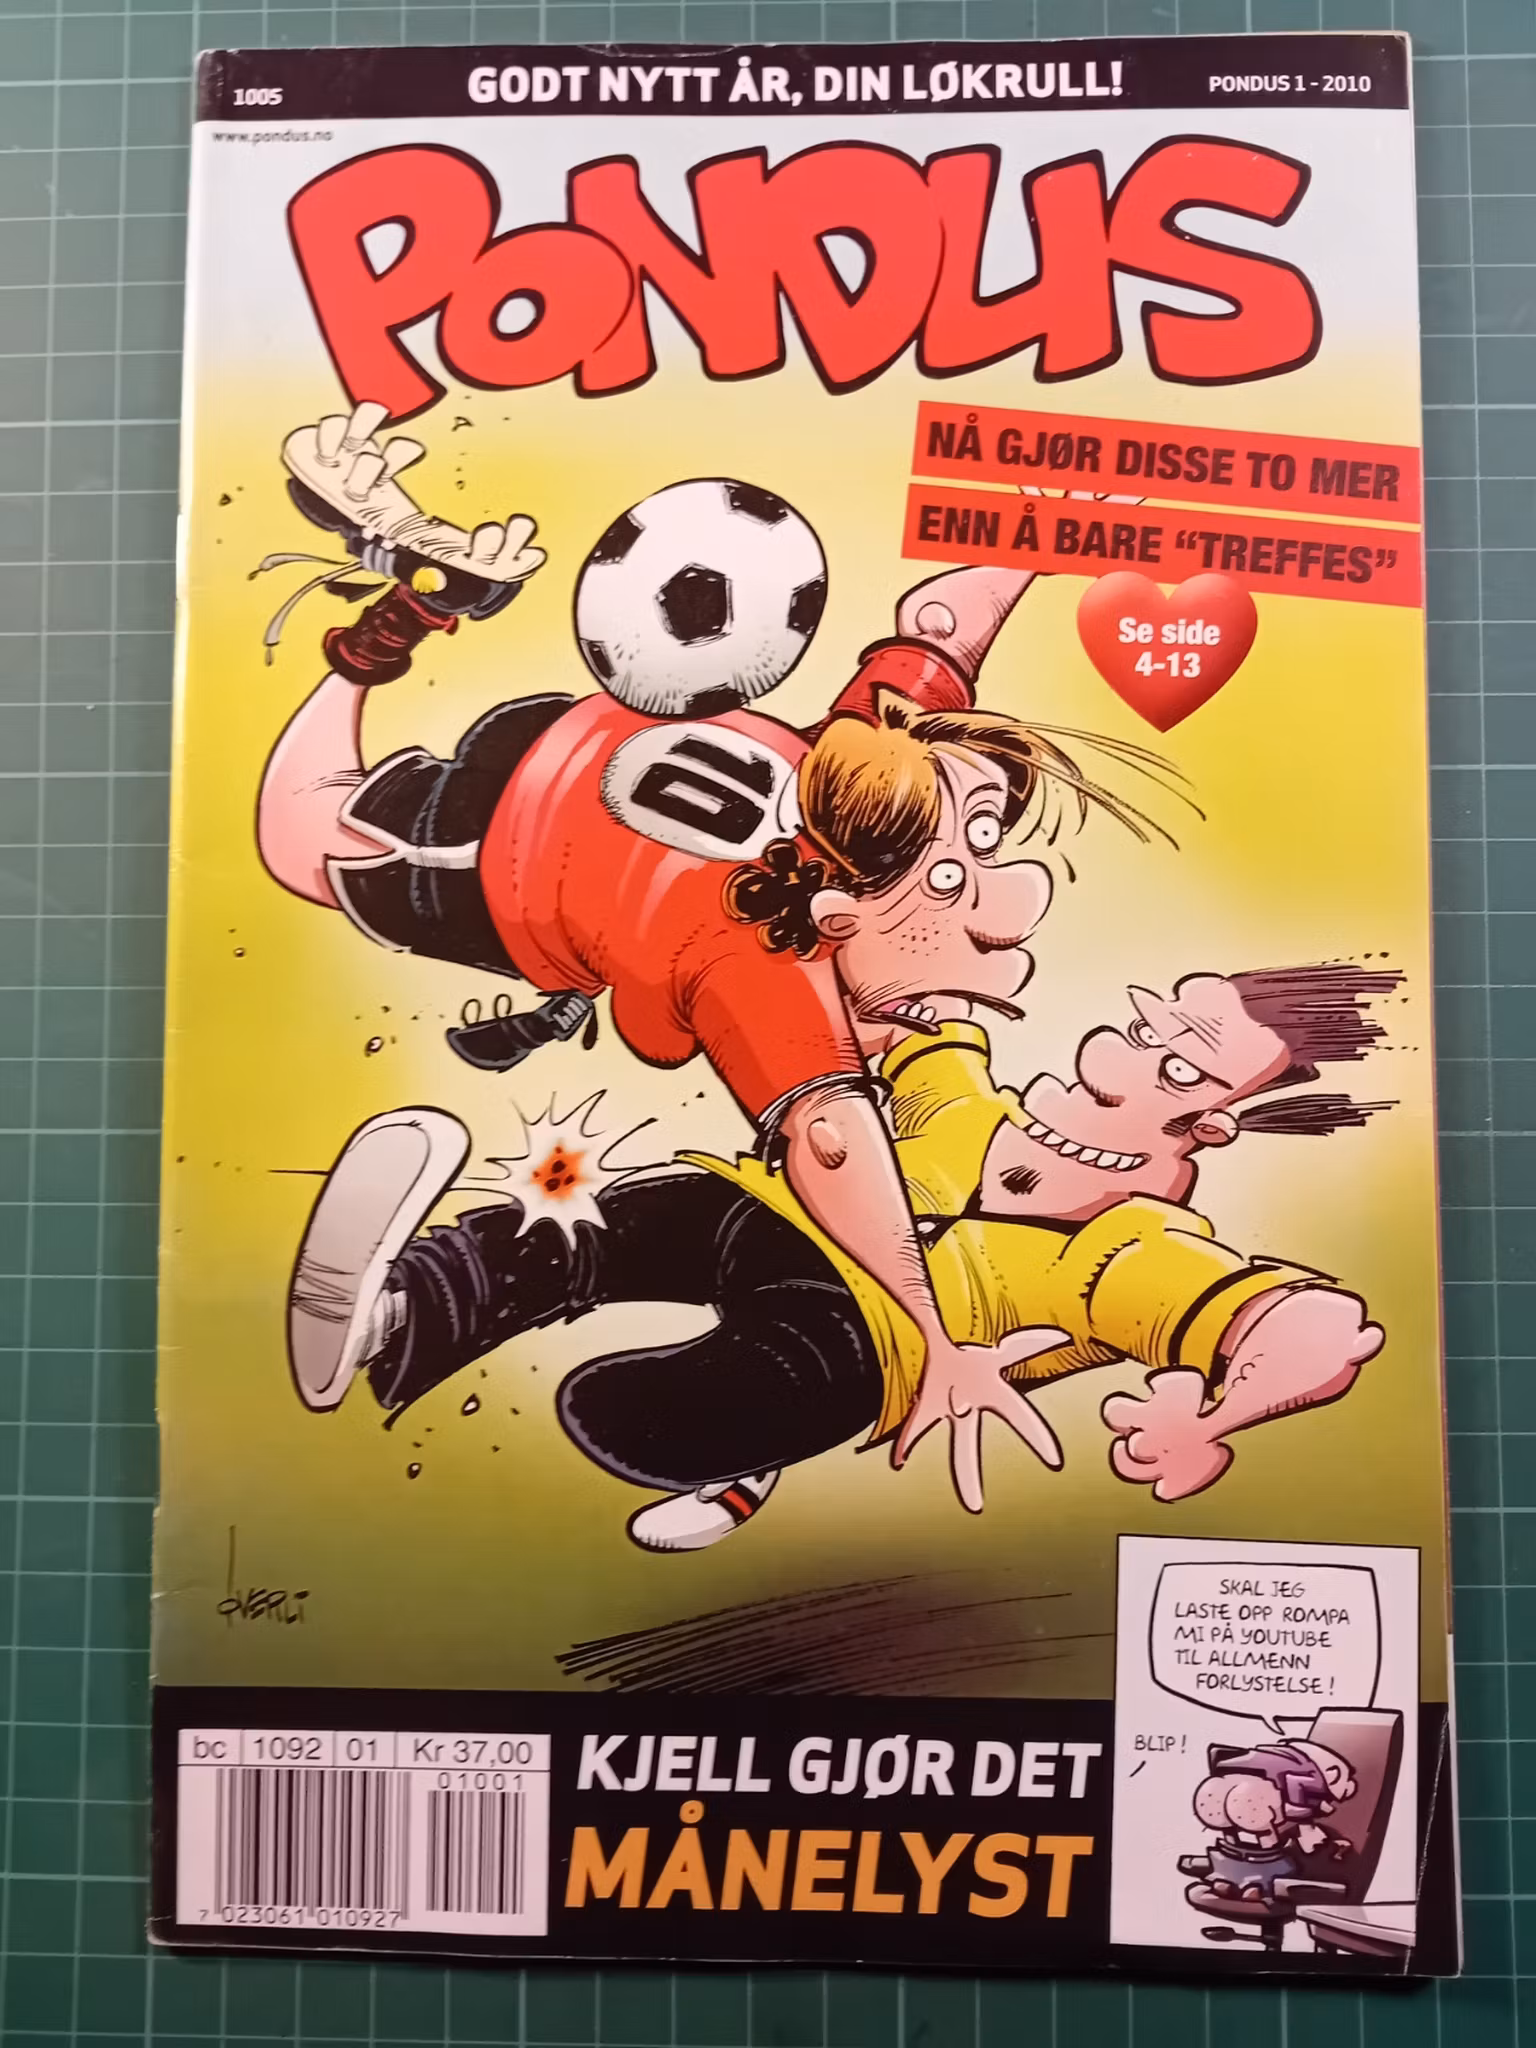 1005
GODT NYTT ÅR, DIN LØKRULL!
PONDUS 1 - 2010
www.pondus.no
PONDUS
NÅ GJØR DISSE TO MER
ENN Å BARE “TREFFES”
Se side
4-13
10
ØVERLI
SKAL JEG
LASTE OPP ROMPA
MI PÅ YOUTUBE
TIL ALLMENN
FORLYSTELSE!
BLIP!
bc 1092 01 Kr 37,00
01001
7 023061 010927
KJELL GJØR DET
MÅNELYST